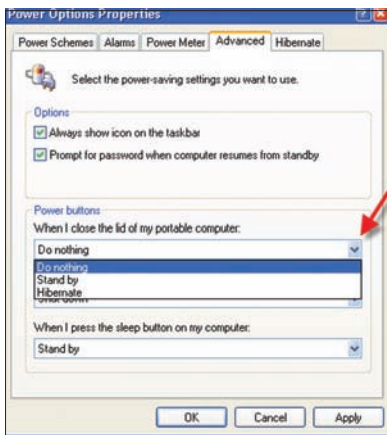 Power Options Properties
Power Schemes Alarms Power Meter Advanced Hibernate
Select the power-saving settings you want to use.
Options
Always show icon on the taskbar
Prompt for password when computer resumes from standby
Power buttons
When I close the lid of my portable computer:
Do nothing
Do nothing
Stand by
Hibernate
Shut down
When I press the sleep button on my computer:
Stand by
OK Cancel Apply